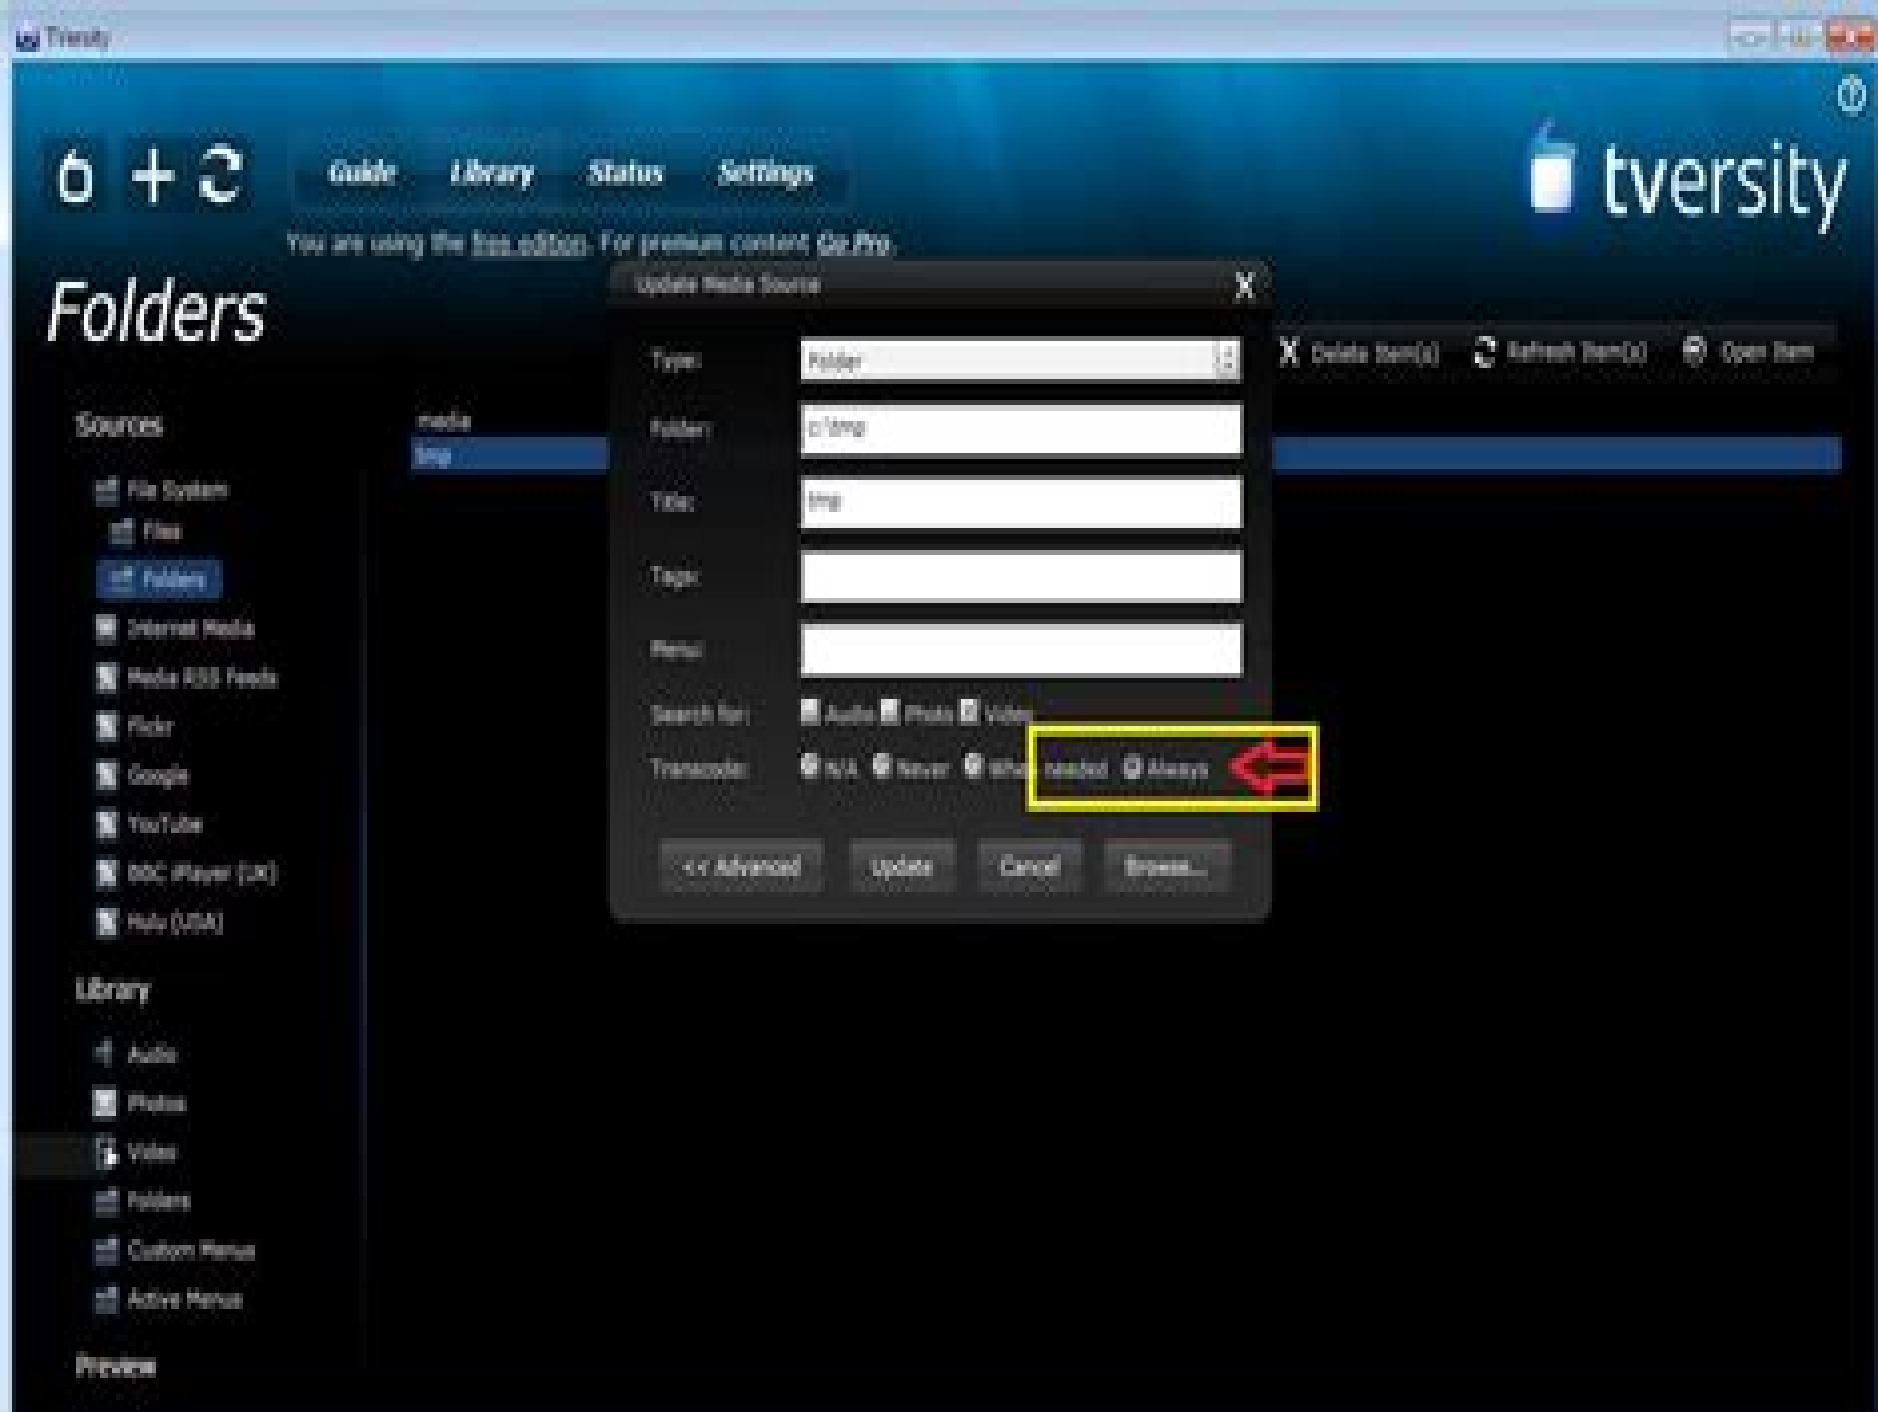 Tversity
Guide Library Status Settings
tversity
You are using the free edition. For premium content Go Pro.
Folders
Update Media Source X
Type: Folder
Delete Item(s) Refresh Item(s) Open Item
Sources
media
Folder: c:\tmp
tmp
File System
Title: tmp
Files
Folders
Tags:
Internet Media
Menu:
Media RSS Feeds
Search for: Audio Photo Video
Flickr
Transcode: N/A Never When needed Always
Google
YouTube
<< Advanced Update Cancel Browse...
BBC iPlayer (UK)
Hulu (USA)
Library
Audio
Photos
Video
Folders
Custom Menus
Active Menus
Preview